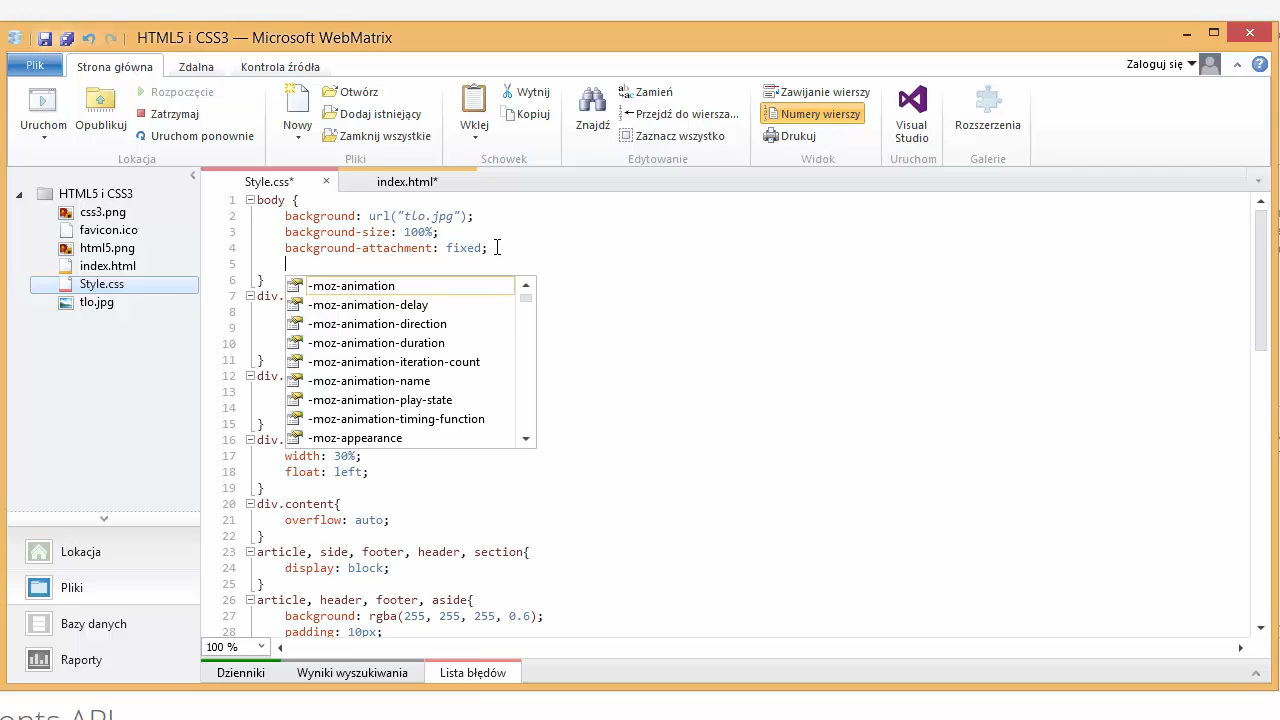 HTML5 i CSS3 — Microsoft WebMatrix
Plik
Strona główna
Zdalna
Kontrola źródła
Zaloguj się
Uruchom
Opublikuj
Rozpoczęcie
Zatrzymaj
Uruchom ponownie
Lokacja
Nowy
Otwórz
Dodaj istniejący
Zamknij wszystkie
Pliki
Wklej
Wytnij
Kopiuj
Schowek
Znajdź
Zamień
Przejdź do wiersza...
Zaznacz wszystko
Edytowanie
Zawijanie wierszy
Numery wierszy
Drukuj
Widok
Visual
Studio
Uruchom
Rozszerzenia
Galerie
HTML5 i CSS3
css3.png
favicon.ico
html5.png
index.html
Style.css
tlo.jpg
Lokacja
Pliki
Bazy danych
Raporty
Style.css*
index.html*
1 body {
2 background: url("tlo.jpg");
3 background-size: 100%;
4 background-attachment: fixed;
5
6 }
7 div.
8
9
10
11 }
12 div.
13
14
15 }
16 div.
17 width: 30%;
18 float: left;
19 }
20 div.content{
21 overflow: auto;
22 }
23 article, side, footer, header, section{
24 display: block;
25 }
26 article, header, footer, aside{
27 background: rgba(255, 255, 255, 0.6);
28 padding: 10px;
-moz-animation
-moz-animation-delay
-moz-animation-direction
-moz-animation-duration
-moz-animation-iteration-count
-moz-animation-name
-moz-animation-play-state
-moz-animation-timing-function
-moz-appearance
100 %
Dzienniki
Wyniki wyszukiwania
Lista błędów